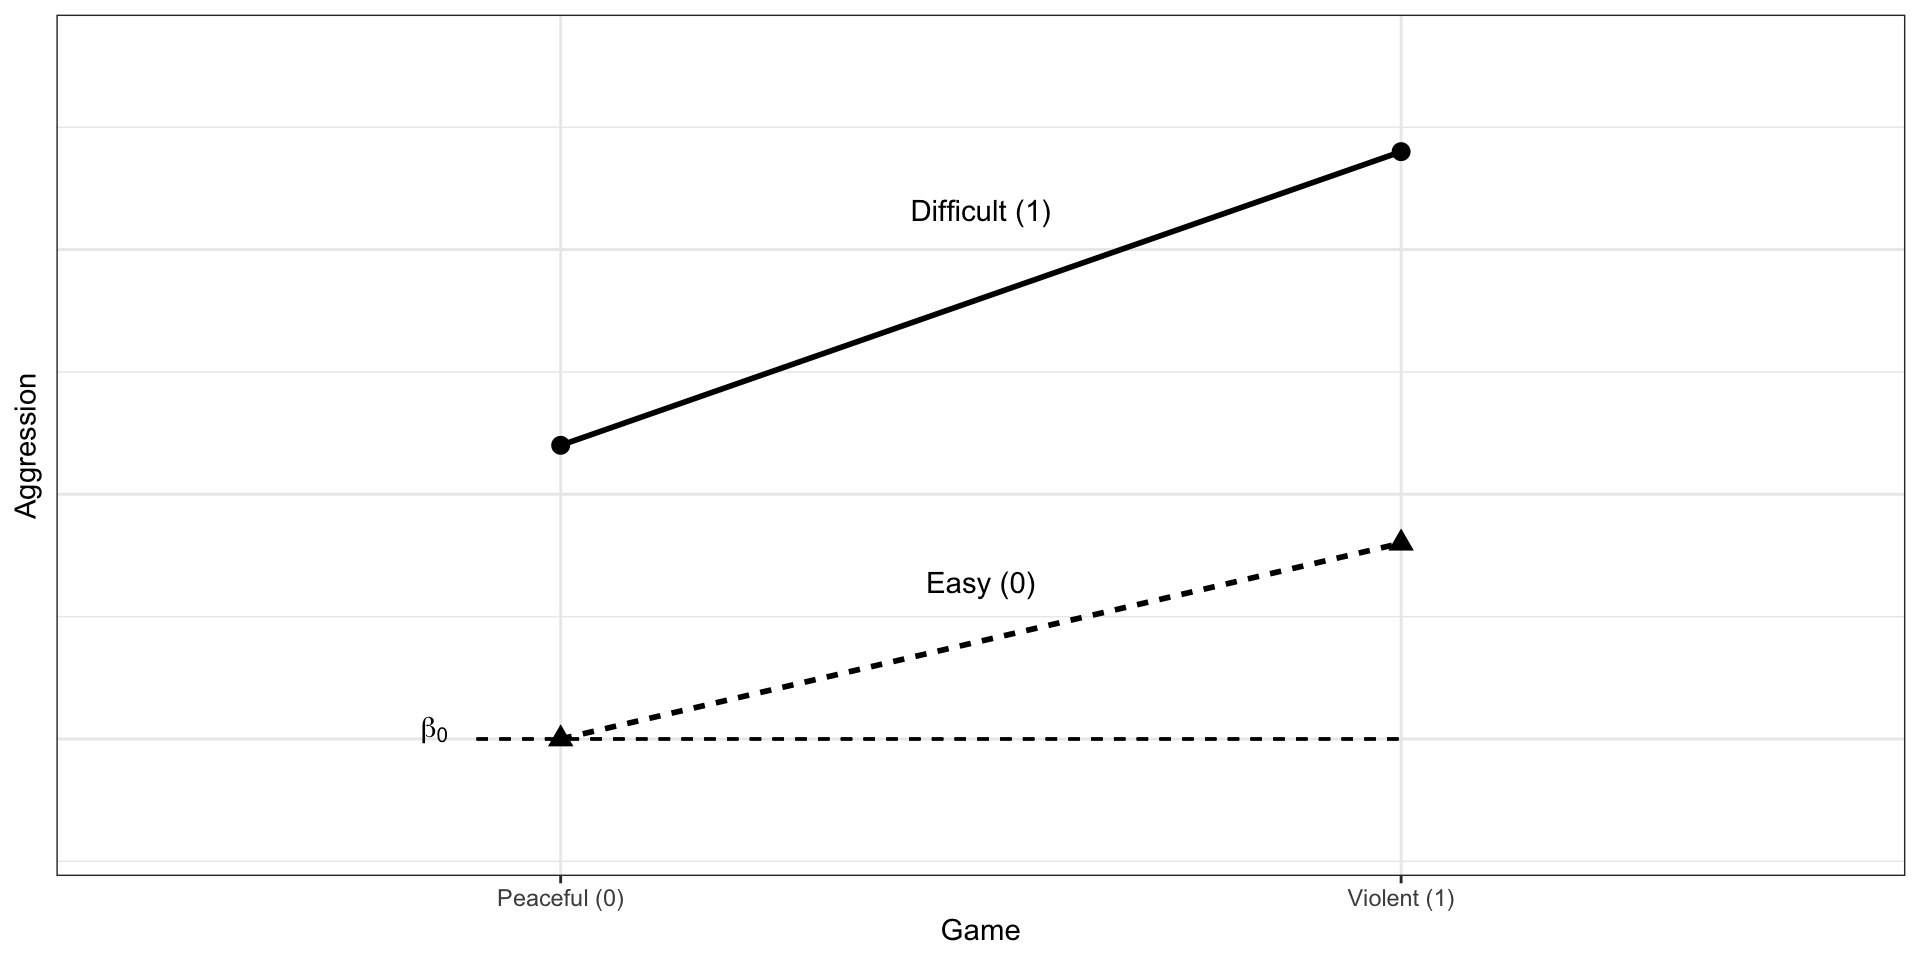 Difficult (1)
Aggression
Easy (0)
β0
Peaceful (0)
Violent (1)
Game